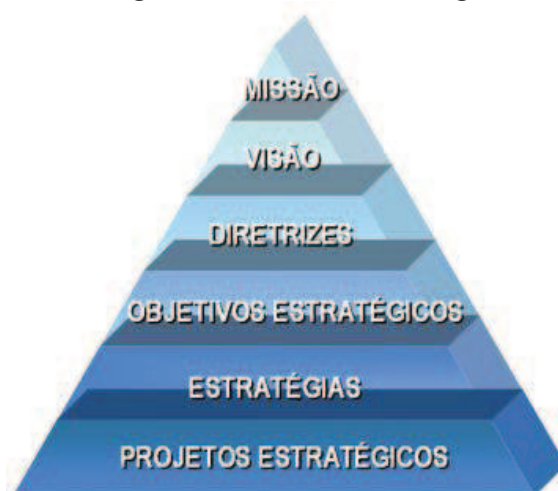 MISSÃO
VISÃO
DIRETRIZES
OBJETIVOS ESTRATÉGICOS
ESTRATÉGIAS
PROJETOS ESTRATÉGICOS